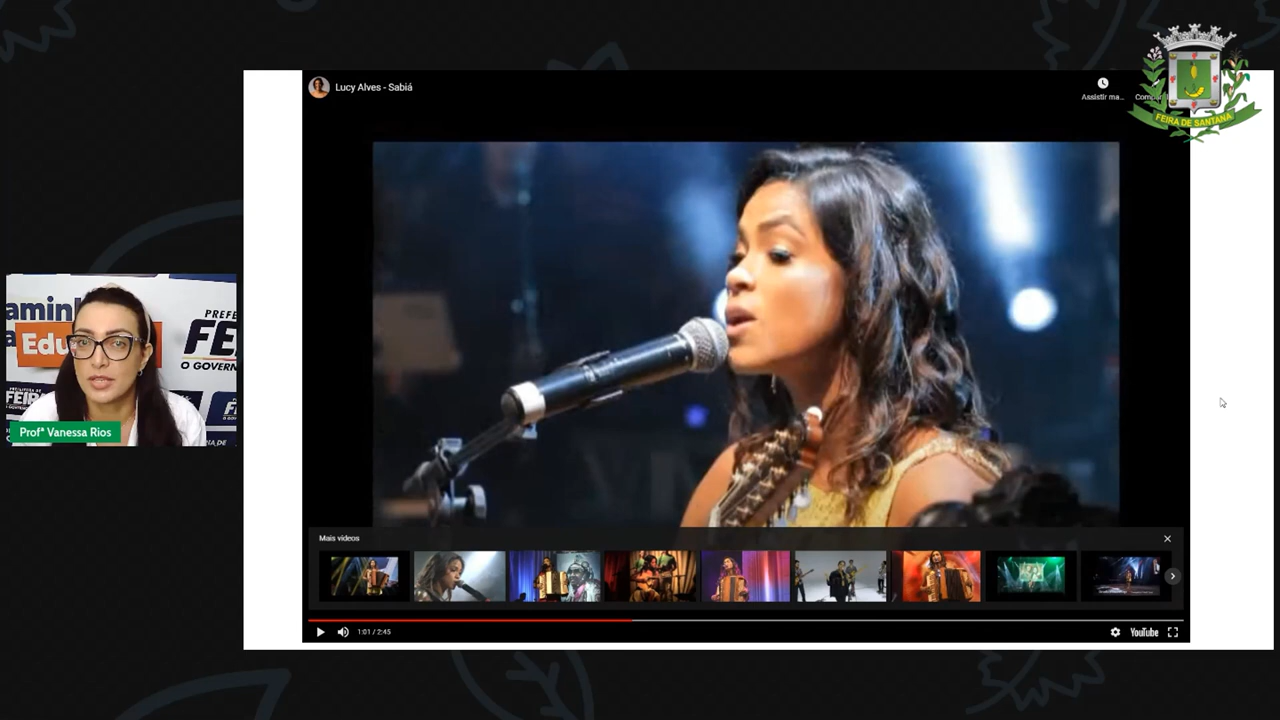 Lucy Alves - Sabiá
Assistir ma...
FEIRA DE SANTANA
Edu
PREFE
FE
O GOVERN
FEIR
Profª Vanessa Rios
Mais vídeos
1:01 / 2:45
YouTube